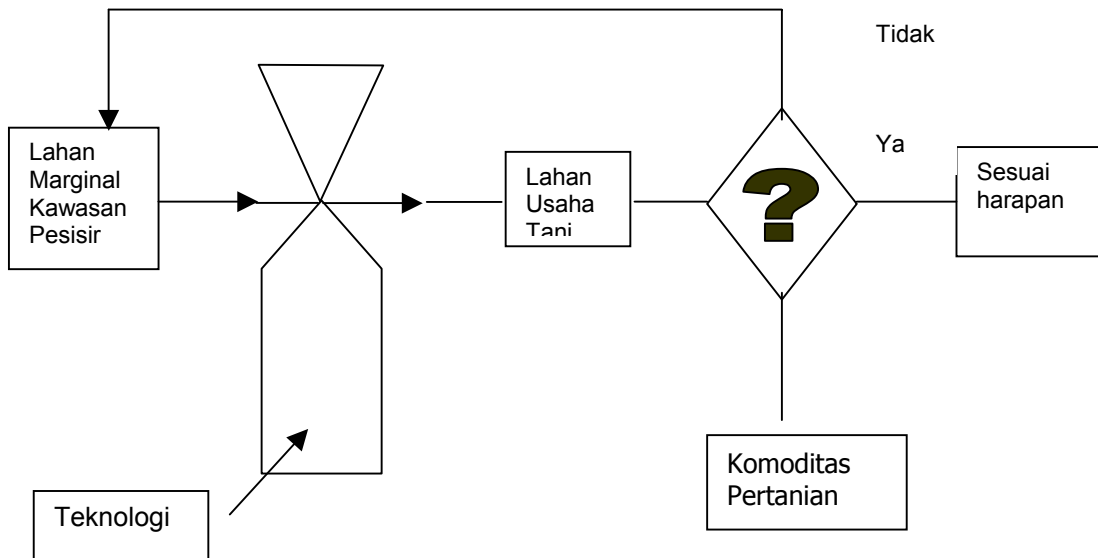 Tidak
Lahan
Marginal
Kawasan
Pesisir
Lahan
Usaha
Tani
Ya
Sesuai
harapan
?
Komoditas
Pertanian
Teknologi